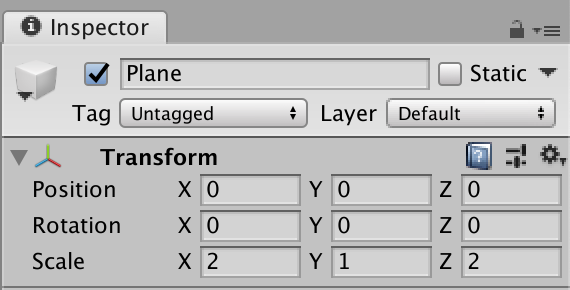 Inspector
Plane
Static
Tag Untagged Layer Default
Transform
Position X 0 Y 0 Z 0
Rotation X 0 Y 0 Z 0
Scale X 2 Y 1 Z 2